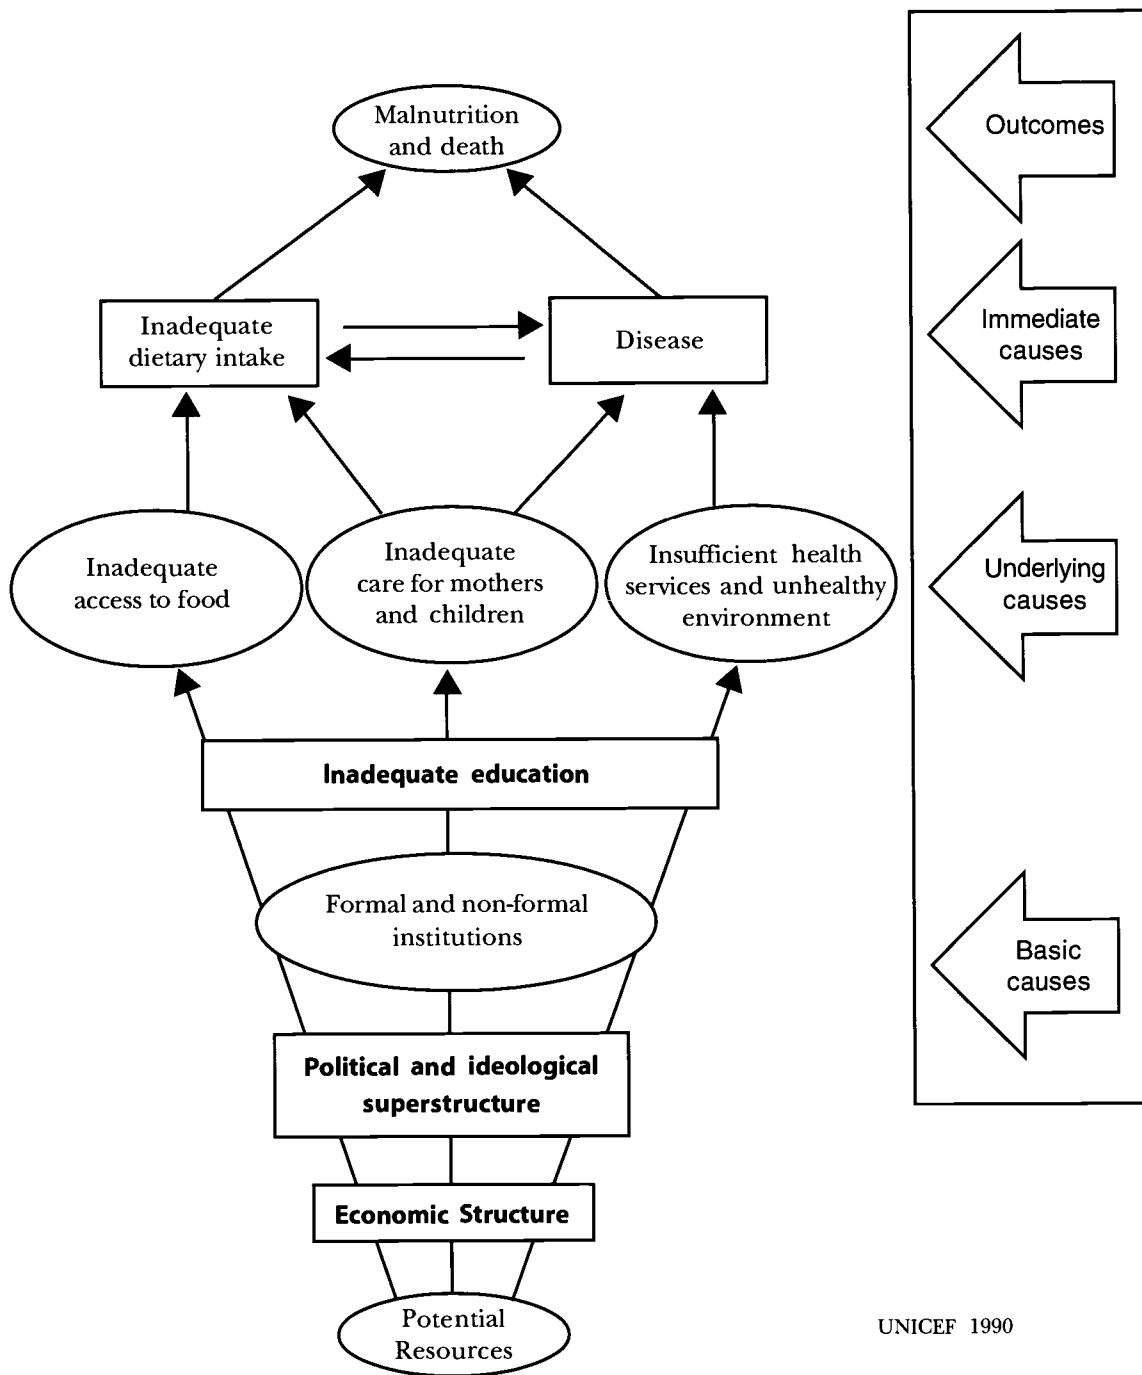 Malnutrition
and death
Outcomes
Inadequate
dietary intake
Disease
Immediate
causes
Inadequate
access to food
Inadequate
care for mothers
and children
Insufficient health
services and unhealthy
environment
Underlying
causes
Inadequate education
Formal and non-formal
institutions
Basic
causes
Political and ideological
superstructure
Economic Structure
Potential
Resources
UNICEF 1990